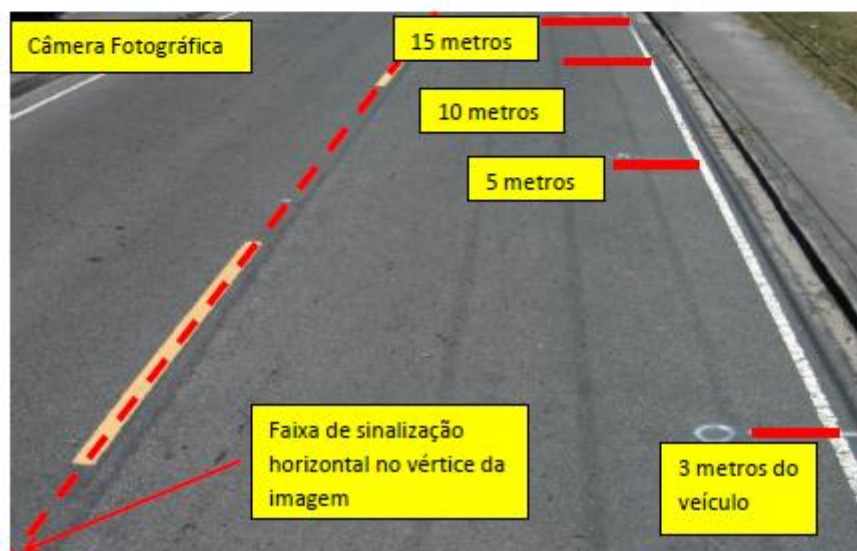 Câmera Fotográfica
15 metros
10 metros
5 metros
Faixa de sinalização
horizontal no vértice da
imagem
3 metros do
veículo